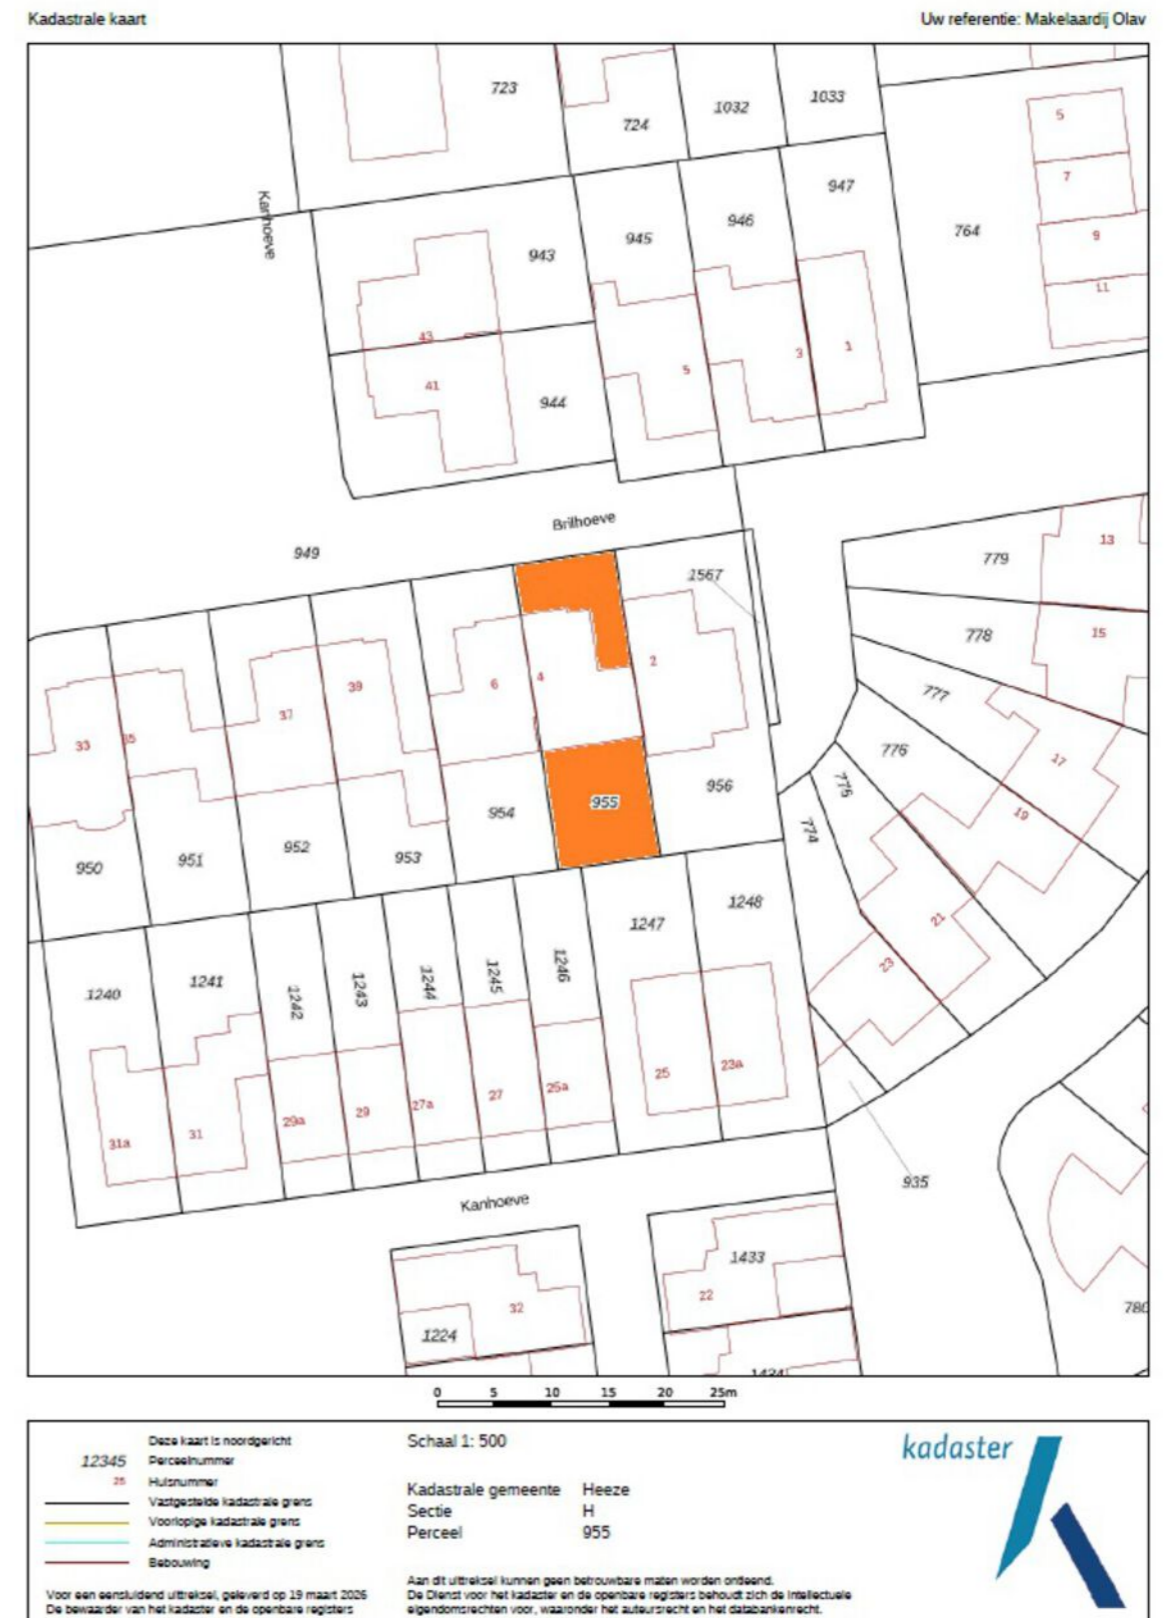 Kadastrale kaart
Uw referentie: Makelaardij Olav
723
724
1032
1033
5
7
9
11
Kanhoeve
947
946
945
943
764
43
41
944
5
3
1
Brilhoeve
949
1567
779
13
778
15
777
776
17
775
774
19
21
23
33
35
37
39
6
4
2
950
951
952
953
954
955
956
1240
1241
1242
1243
1244
1245
1246
1247
1248
31a
31
29a
29
27a
27
25a
25
23a
935
Kanhoeve
1224
32
1433
22
1434
780
0 5 10 15 20 25m
Deze kaart is noordgericht
12345 Perceelnummer
25 Huisnummer
Vastgestelde kadastrale grens
Voorlopige kadastrale grens
Administratieve kadastrale grens
Bebouwing
Voor een eensluidend uittreksel, geleverd op 19 maart 2026
De bewaarder van het kadaster en de openbare registers
Schaal 1: 500
Kadastrale gemeente Heeze
Sectie H
Perceel 955
Aan dit uittreksel kunnen geen betrouwbare maten worden ontleend.
De Dienst voor het kadaster en de openbare registers behoudt zich de intellectuele
eigendomsrechten voor, waaronder het auteursrecht en het databankenrecht.
kadaster